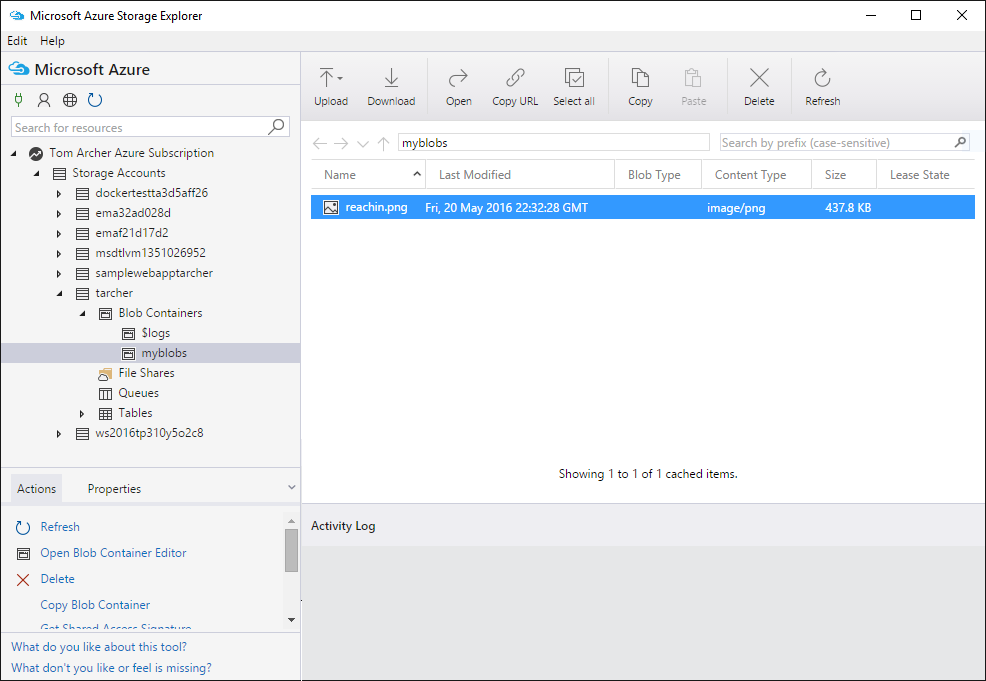 Microsoft Azure Storage Explorer
Edit Help
Microsoft Azure
Search for resources
Tom Archer Azure Subscription
Storage Accounts
dockertestta3d5aff26
ema32ad028d
emaf21d17d2
msdtlvm1351026952
samplewebapptarcher
tarcher
Blob Containers
$logs
myblobs
File Shares
Queues
Tables
ws2016tp310y5o2c8
Actions Properties
Refresh
Open Blob Container Editor
Delete
Copy Blob Container
Get Shared Access Signature
What do you like about this tool?
What don't you like or feel is missing?
Upload Download Open Copy URL Select all Copy Paste Delete Refresh
myblobs Search by prefix (case-sensitive)
Name Last Modified Blob Type Content Type Size Lease State
reachin.png Fri, 20 May 2016 22:32:28 GMT image/png 437.8 KB
Showing 1 to 1 of 1 cached items.
Activity Log